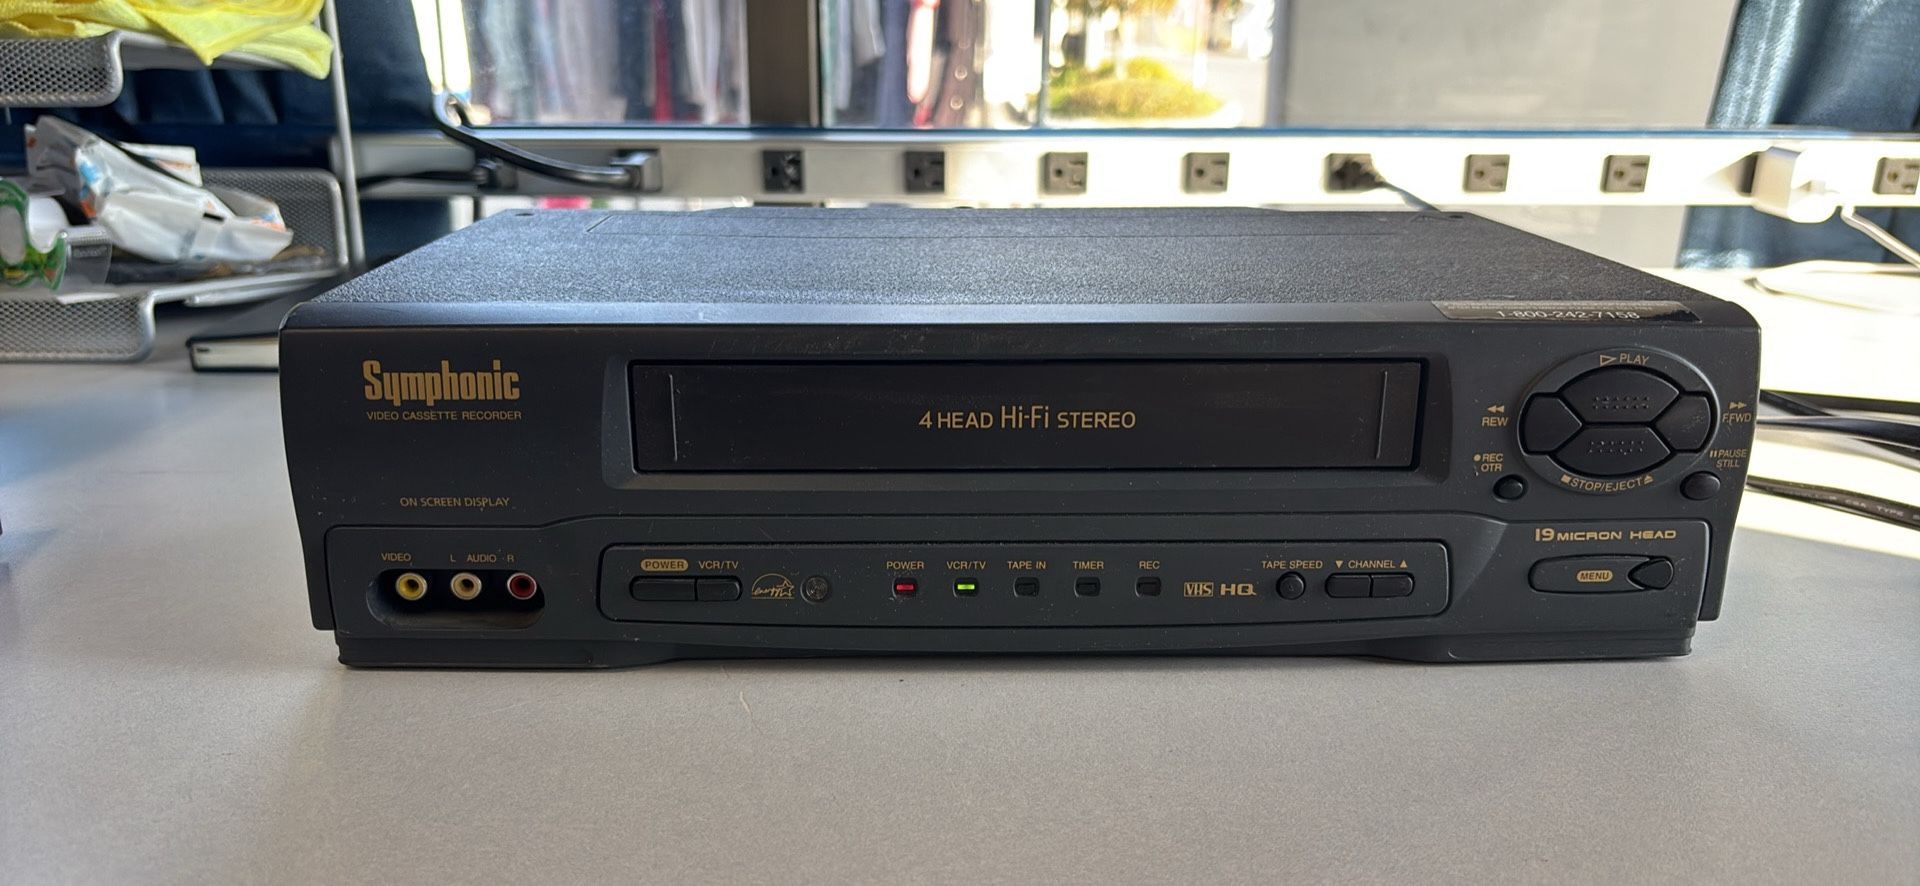 1-800-242-7158
Symphonic
VIDEO CASSETTE RECORDER
4 HEAD Hi-Fi STEREO
PLAY
REW
F.FWD
REC
OTR
PAUSE
STILL
STOP/EJECT
ON SCREEN DISPLAY
19 MICRON HEAD
VIDEO L AUDIO R
POWER VCR/TV
energy
POWER VCR/TV TAPE IN TIMER REC
VHS HQ
TAPE SPEED ▼ CHANNEL ▲
MENU